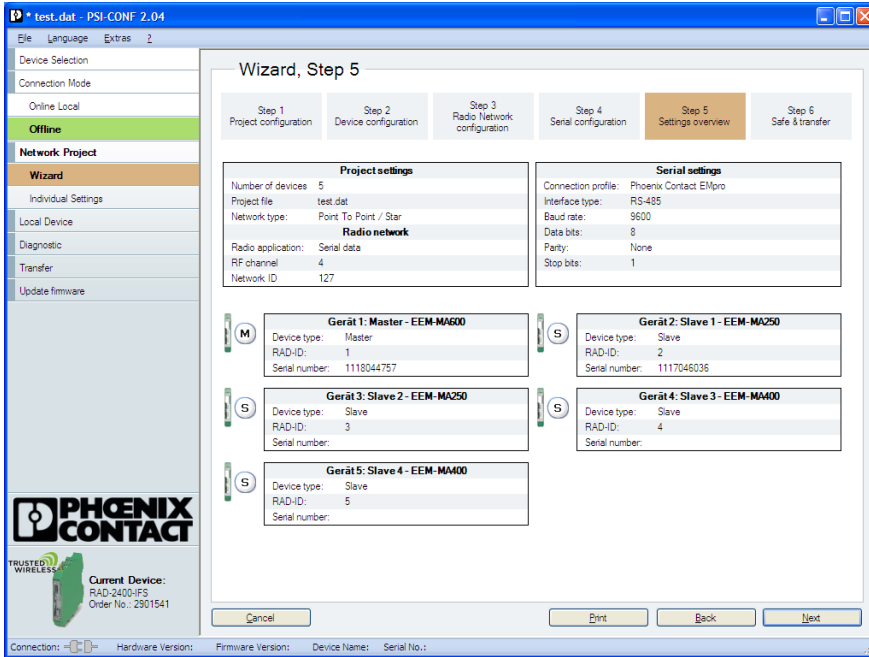 * test.dat - PSI-CONF 2.04
File Language Extras ?
Device Selection
Connection Mode
Online Local
Offline
Network Project
Wizard
Individual Settings
Local Device
Diagnostic
Transfer
Update firmware
PHŒNIX
CONTACT
TRUSTED
WIRELESS
Current Device:
RAD-2400-IFS
Order No.: 2901541
Wizard, Step 5
Step 1
Project configuration
Step 2
Device configuration
Step 3
Radio Network
configuration
Step 4
Serial configuration
Step 5
Settings overview
Step 6
Safe & transfer
Project settings
Number of devices 5
Project file test.dat
Network type: Point To Point / Star
Radio network
Radio application: Serial data
RF channel 4
Network ID 127
Serial settings
Connection profile: Phoenix Contact EMpro
Interface type: RS-485
Baud rate: 9600
Data bits: 8
Parity: None
Stop bits: 1
M
Gerät 1: Master - EEM-MA600
Device type: Master
RAD-ID: 1
Serial number: 1118044757
S
Gerät 2: Slave 1 - EEM-MA250
Device type: Slave
RAD-ID: 2
Serial number: 1117046036
S
Gerät 3: Slave 2 - EEM-MA250
Device type: Slave
RAD-ID: 3
Serial number:
S
Gerät 4: Slave 3 - EEM-MA400
Device type: Slave
RAD-ID: 4
Serial number:
S
Gerät 5: Slave 4 - EEM-MA400
Device type: Slave
RAD-ID: 5
Serial number:
Cancel
Print
Back
Next
Connection: Hardware Version: Firmware Version: Device Name: Serial No.: